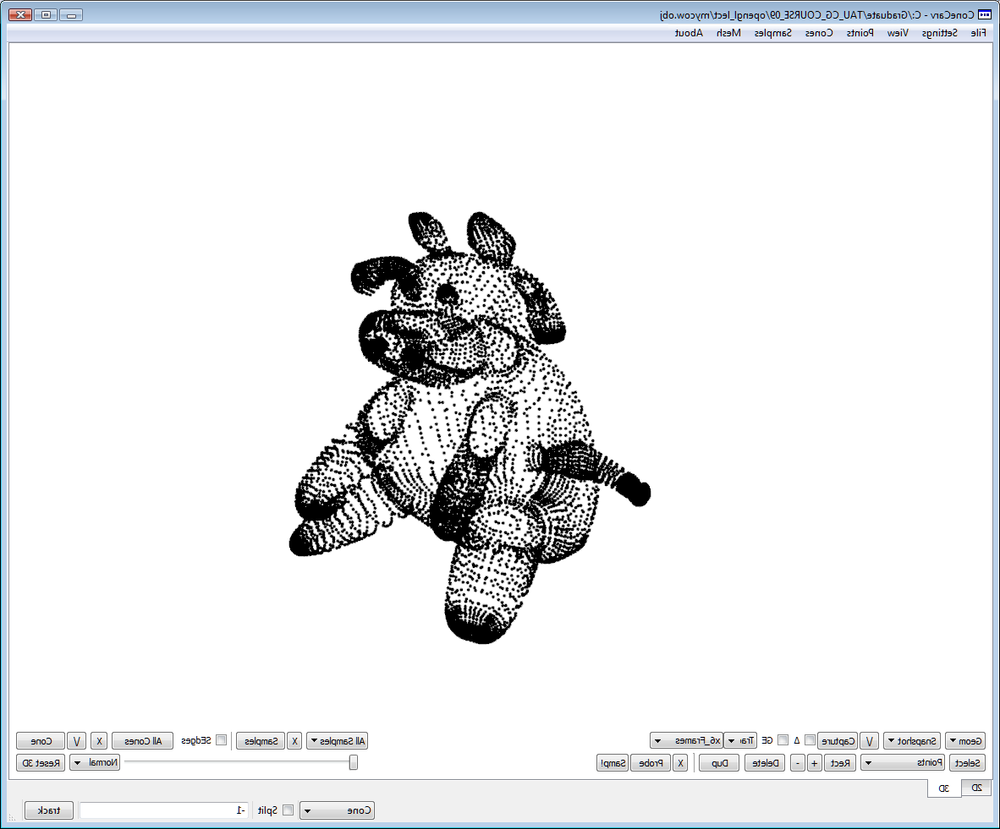 ConeCarv - C:/Graduate/TAU_CG_COURSE_09/opengl_lect/mycow.obj
File Settings View Points Cones Samples Mesh About
Geom Snapshot V Capture Δ GE Trac x6_Frames All Samples X Samples SEdges All Cones X V Cone
Select Points Rect + - Delete Dup X Probe Samp! Normal Reset 3D
2D 3D
Cone Split -1 track